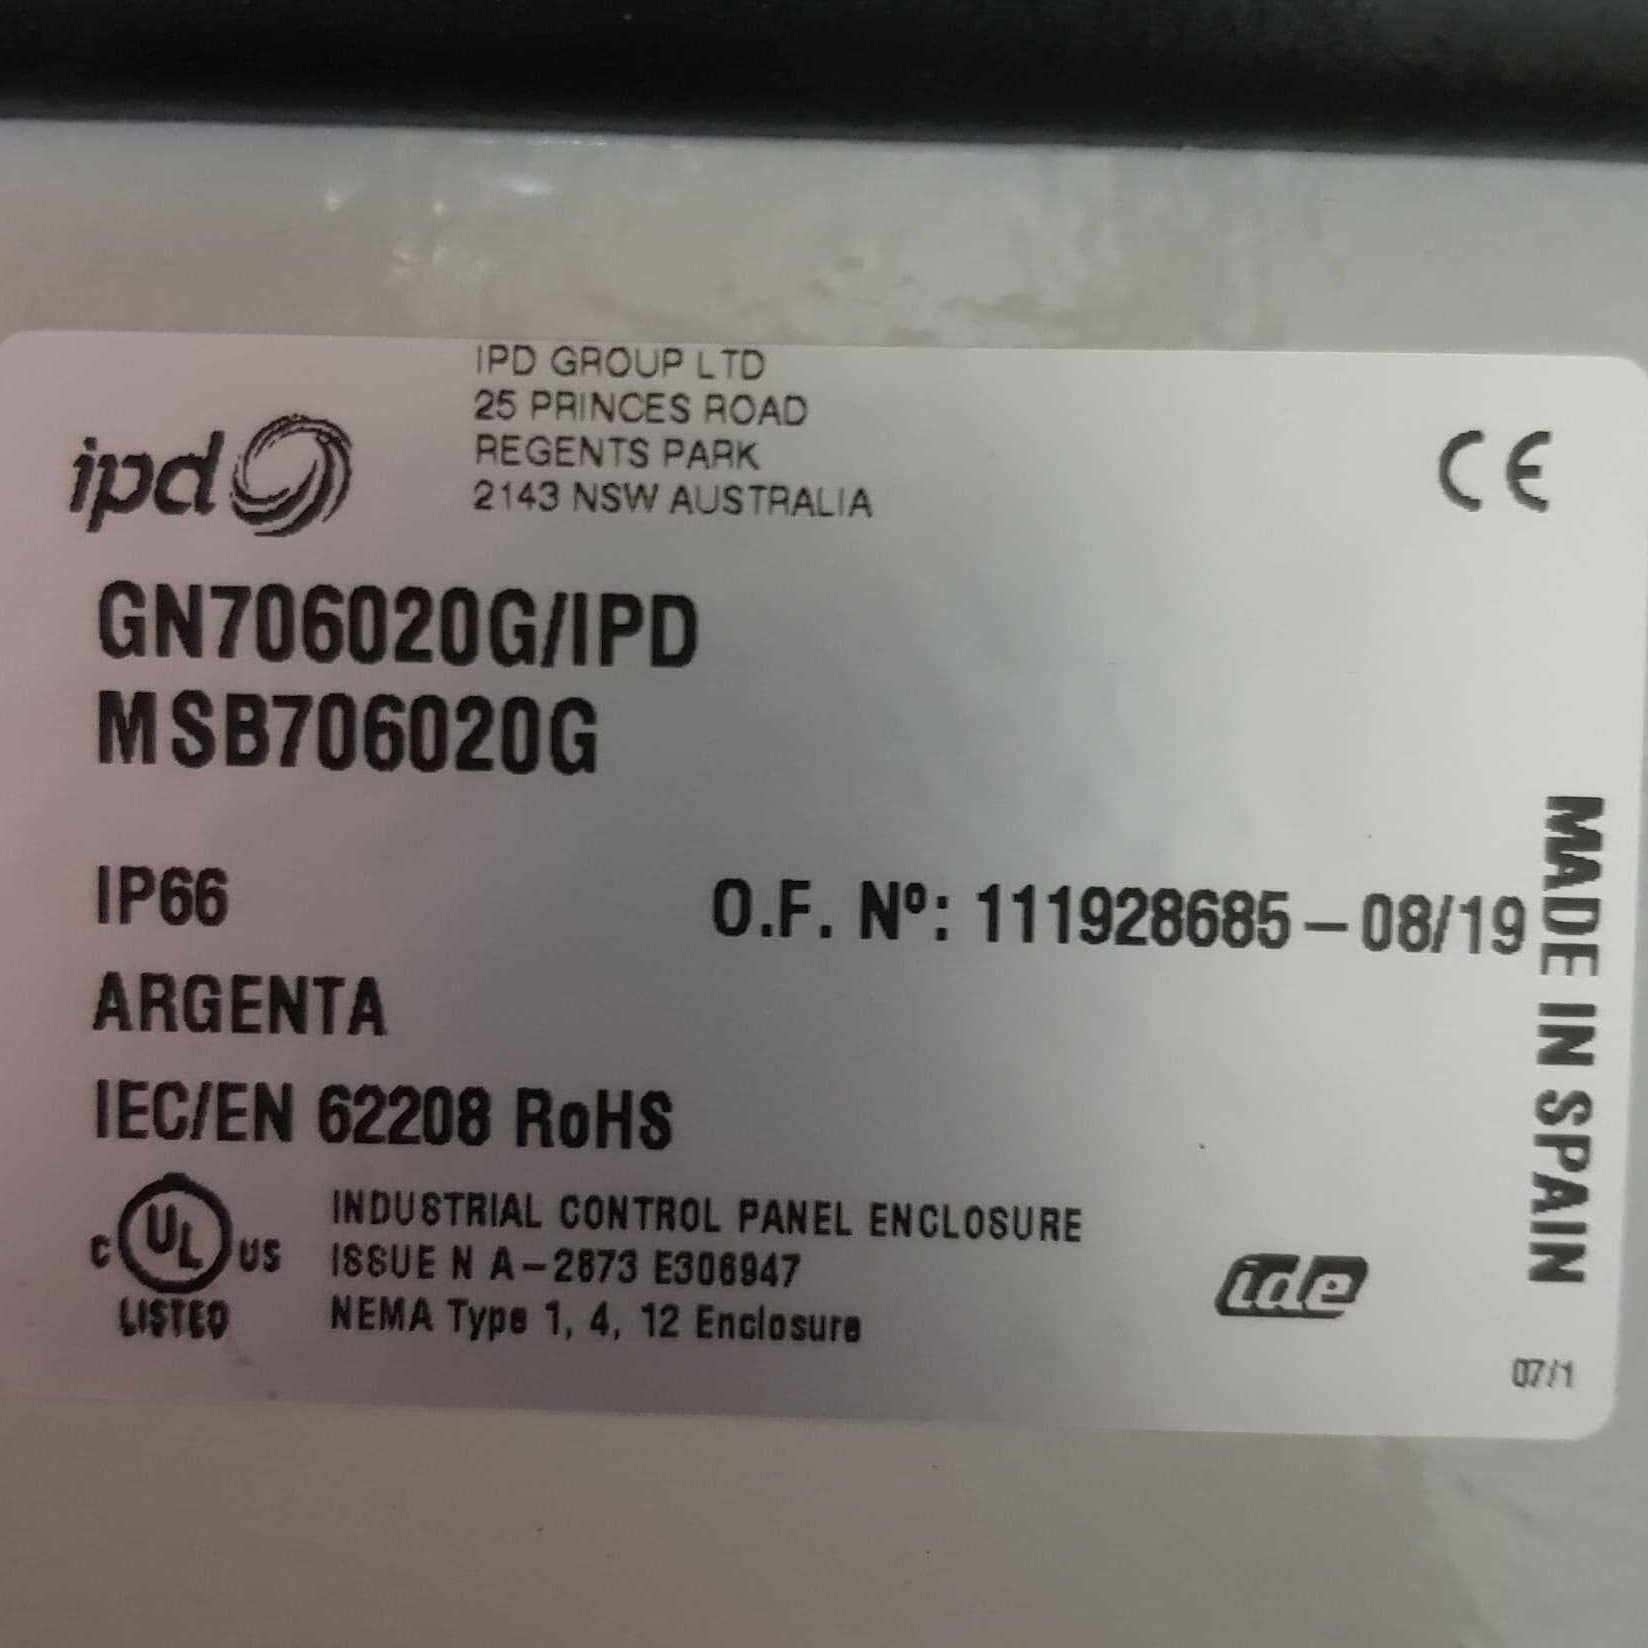 IPD GROUP LTD
25 PRINCES ROAD
REGENTS PARK
2143 NSW AUSTRALIA
ipd
CE
GN706020G/IPD
MSB706020G
IP66
O.F. Nº: 111928685-08/19
ARGENTA
IEC/EN 62208 RoHS
C UL US
LISTED
INDUSTRIAL CONTROL PANEL ENCLOSURE
ISSUE N A-2873 E306947
NEMA Type 1, 4, 12 Enclosure
ide
MADE IN SPAIN
07/1